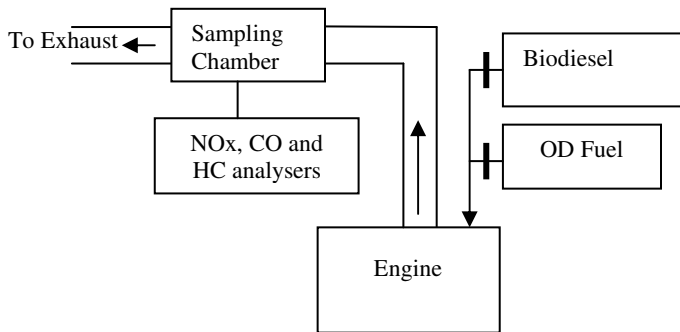 To Exhaust
Sampling
Chamber
Biodiesel
NOx, CO and
HC analysers
OD Fuel
Engine